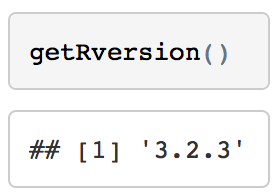 getRversion()
## [1] '3.2.3'